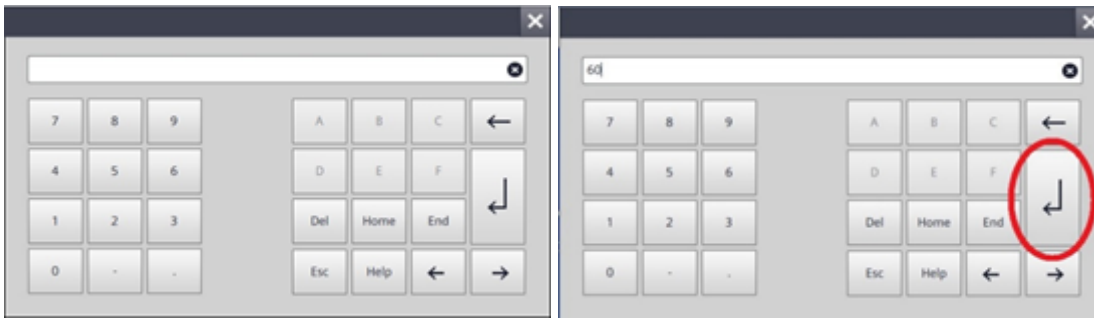 7 8 9 A B C ←
4 5 6 D E F ↵
1 2 3 Del Home End
0 - . Esc Help ← →
60
7 8 9 A B C ←
4 5 6 D E F ↵
1 2 3 Del Home End
0 - . Esc Help ← →